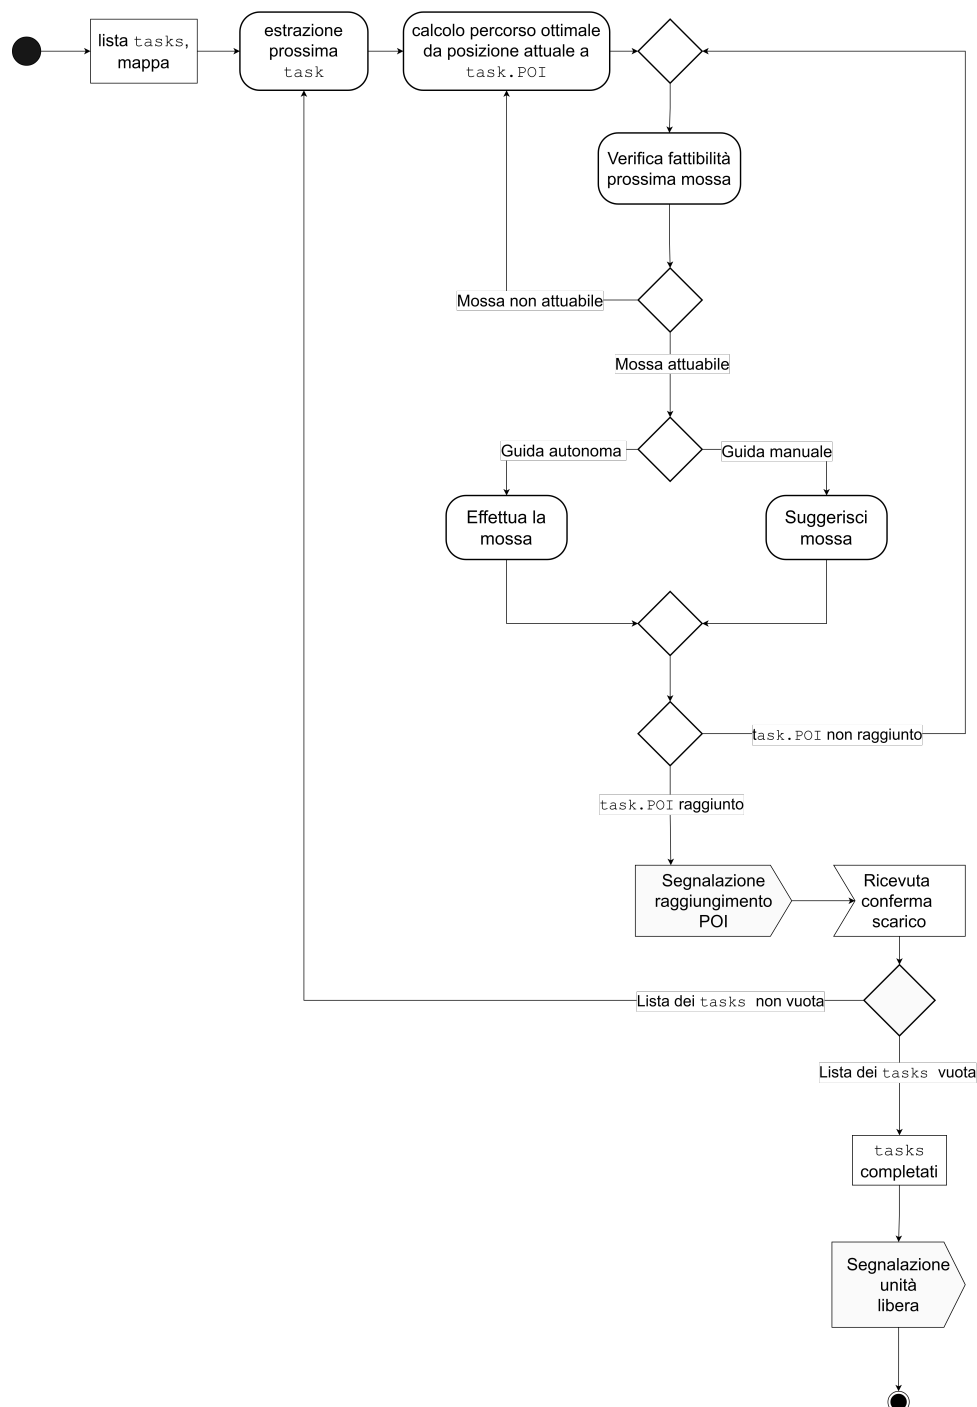 lista tasks,
mappa
estrazione
prossima
task
calcolo percorso ottimale
da posizione attuale a
task.POI
Verifica fattibilità
prossima mossa
Mossa non attuabile
Mossa attuabile
Guida autonoma
Guida manuale
Effettua la
mossa
Suggerisci
mossa
task.POI non raggiunto
task.POI raggiunto
Segnalazione
raggiungimento
POI
Ricevuta
conferma
scarico
Lista dei tasks non vuota
Lista dei tasks vuota
tasks
completati
Segnalazione
unità
libera